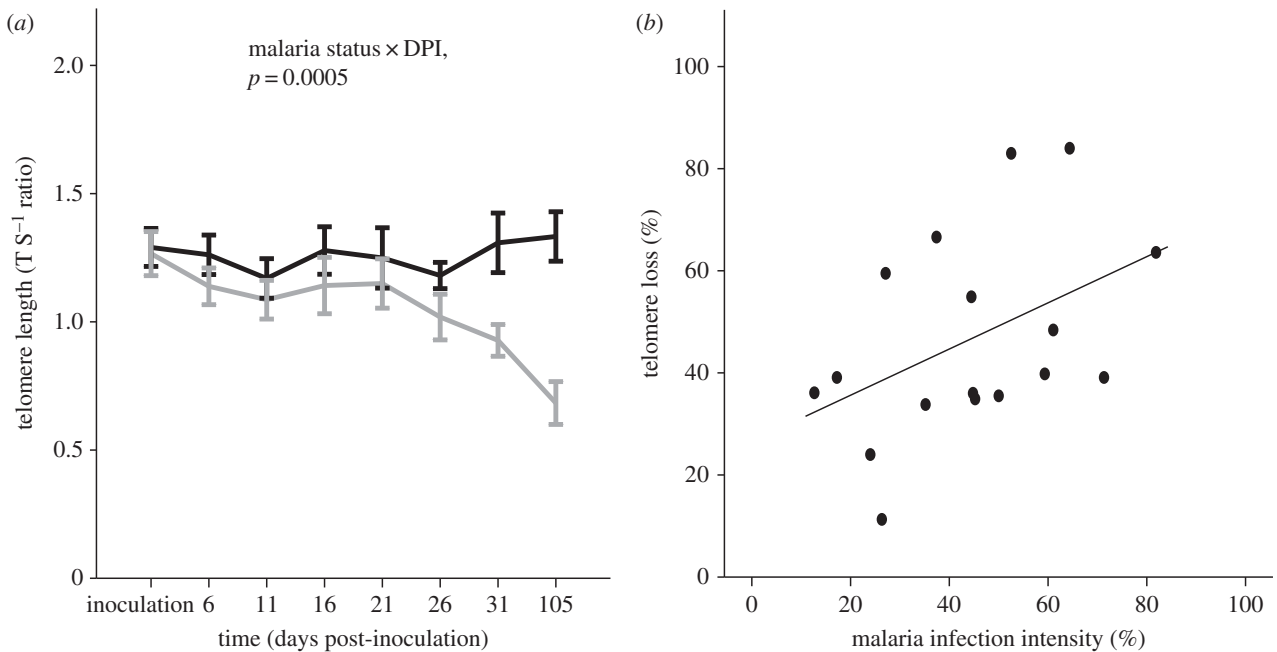 (a)
malaria status × DPI,
p = 0.0005
telomere length (T S⁻¹ ratio)
2.0
1.5
1.0
0.5
0
inoculation 6 11 16 21 26 31 105
time (days post-inoculation)
(b)
telomere loss (%)
100
80
60
40
20
0
0 20 40 60 80 100
malaria infection intensity (%)